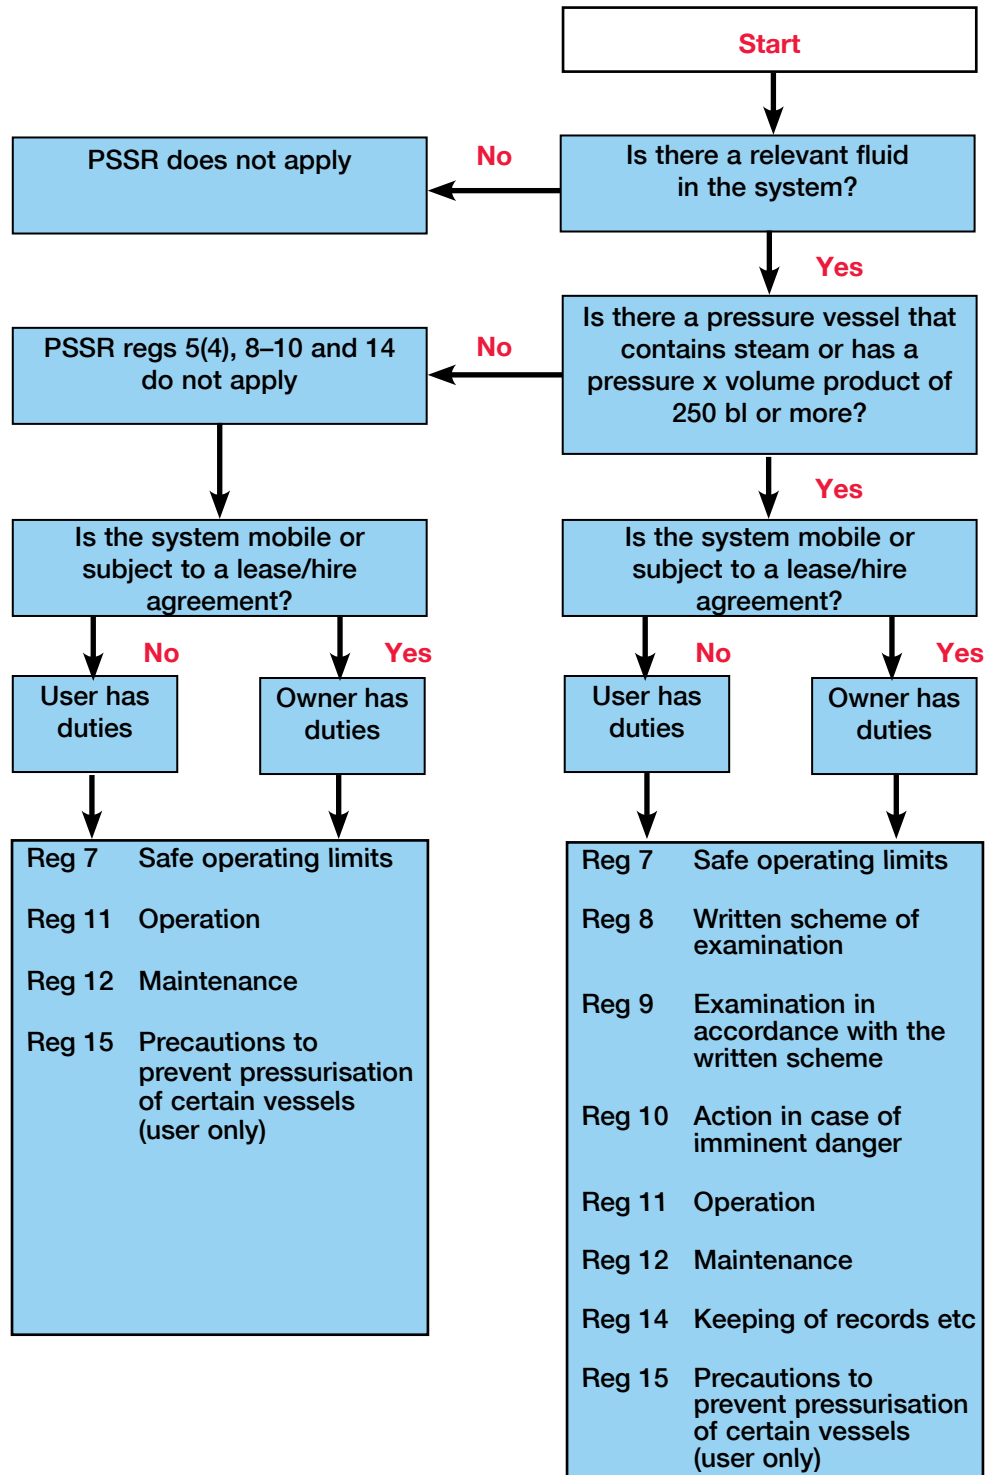 Start
Is there a relevant fluid
in the system?
No
PSSR does not apply
Yes
Is there a pressure vessel that
contains steam or has a
pressure x volume product of
250 bl or more?
No
PSSR regs 5(4), 8–10 and 14
do not apply
Yes
Is the system mobile or
subject to a lease/hire
agreement?
No
Yes
User has
duties
Owner has
duties
Reg 7 Safe operating limits
Reg 11 Operation
Reg 12 Maintenance
Reg 15 Precautions to
prevent pressurisation
of certain vessels
(user only)
Is the system mobile or
subject to a lease/hire
agreement?
No
Yes
User has
duties
Owner has
duties
Reg 7 Safe operating limits
Reg 8 Written scheme of
examination
Reg 9 Examination in
accordance with the
written scheme
Reg 10 Action in case of
imminent danger
Reg 11 Operation
Reg 12 Maintenance
Reg 14 Keeping of records etc
Reg 15 Precautions to
prevent pressurisation
of certain vessels
(user only)